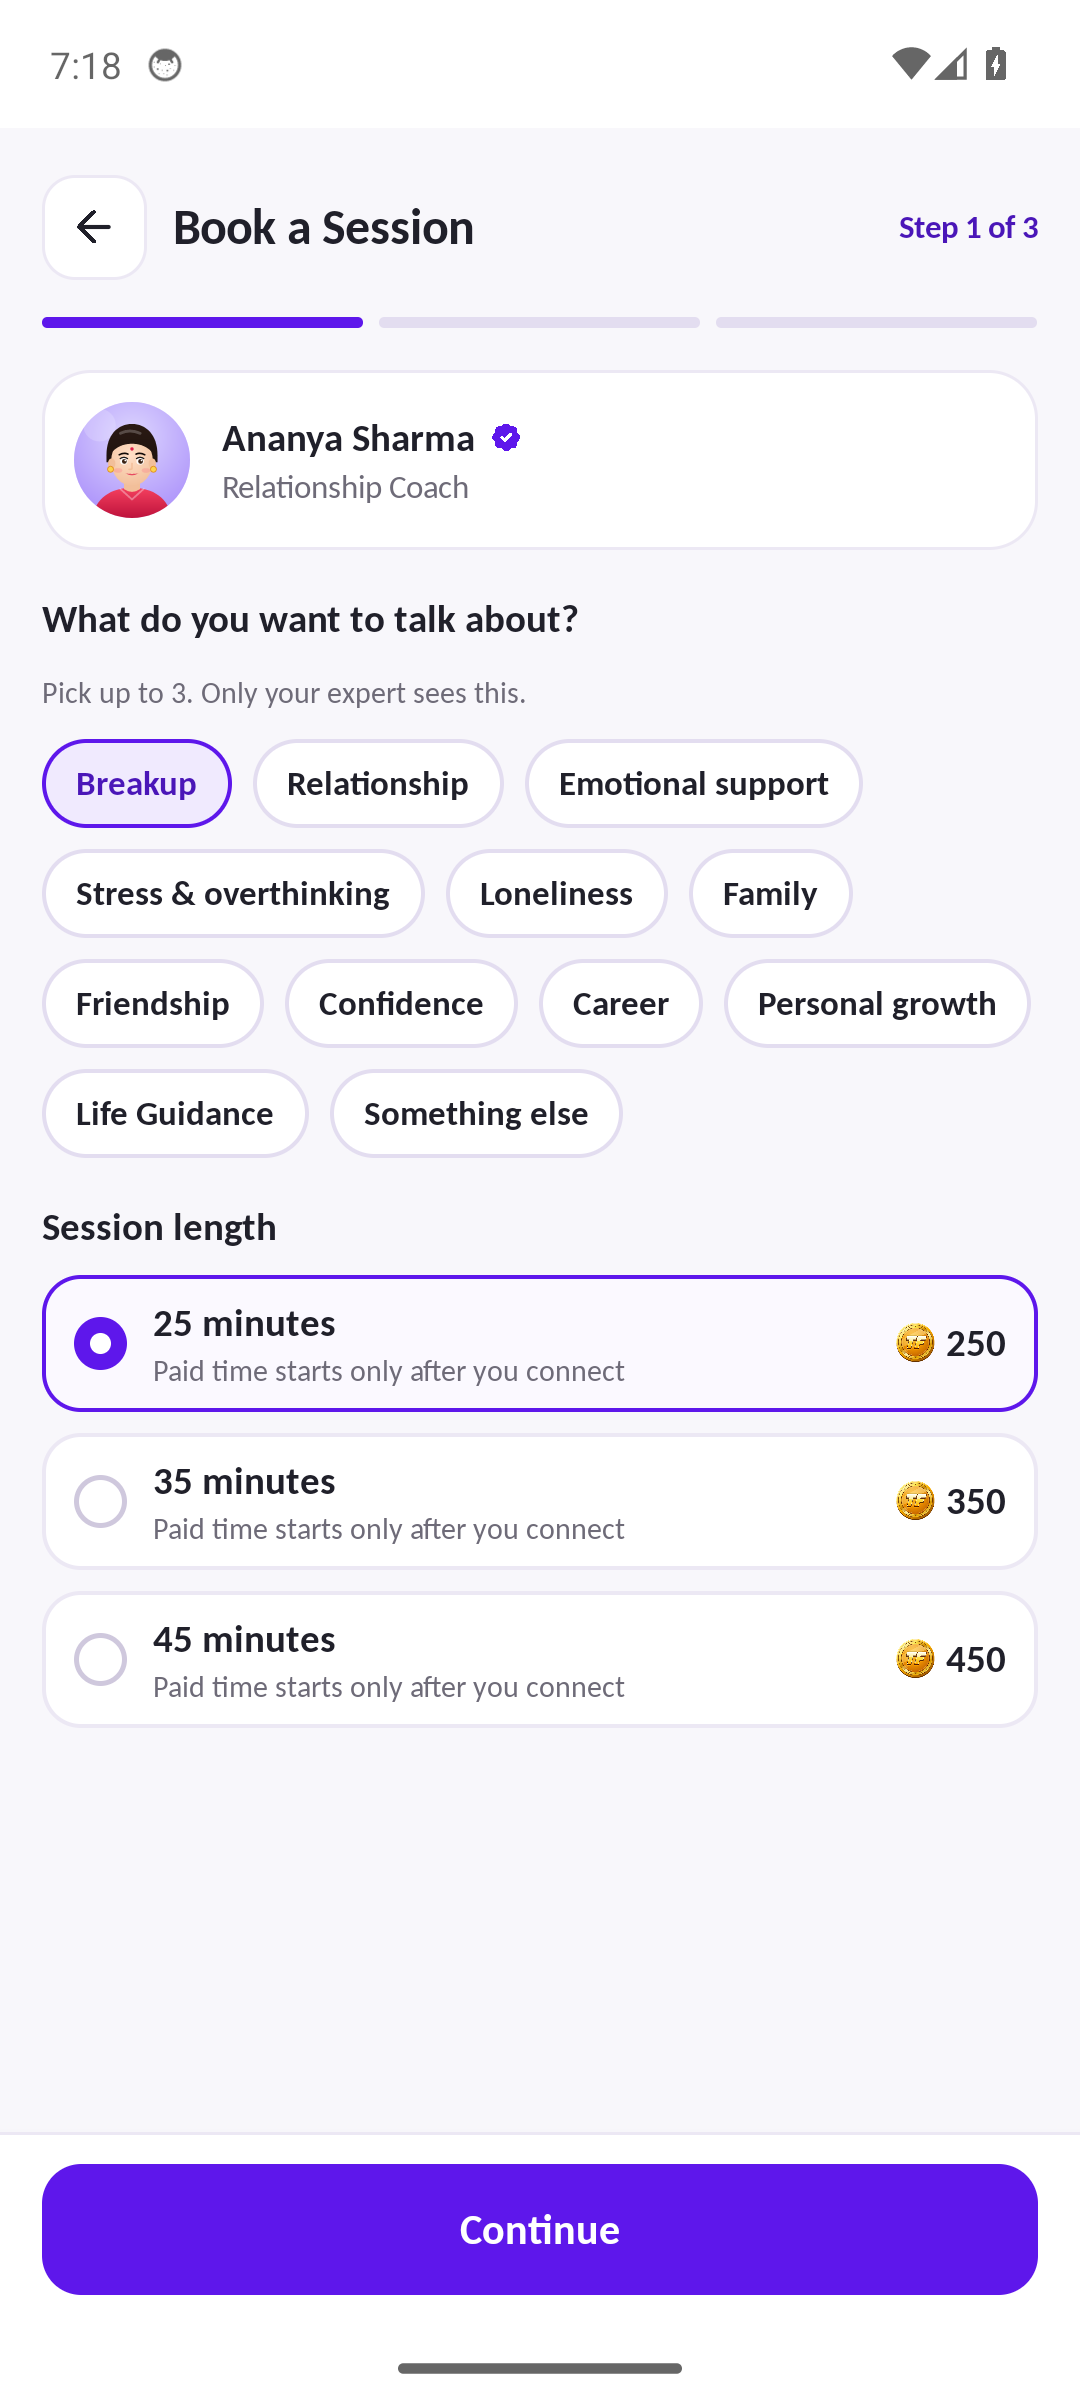 7:18
Book a Session
Step 1 of 3
Ananya Sharma
Relationship Coach
What do you want to talk about?
Pick up to 3. Only your expert sees this.
Breakup
Relationship
Emotional support
Stress & overthinking
Loneliness
Family
Friendship
Confidence
Career
Personal growth
Life Guidance
Something else
Session length
25 minutes
Paid time starts only after you connect
250
35 minutes
Paid time starts only after you connect
350
45 minutes
Paid time starts only after you connect
450
Continue